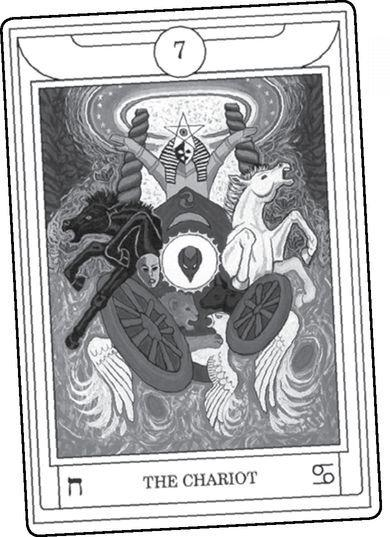 7
ח THE CHARIOT ♋